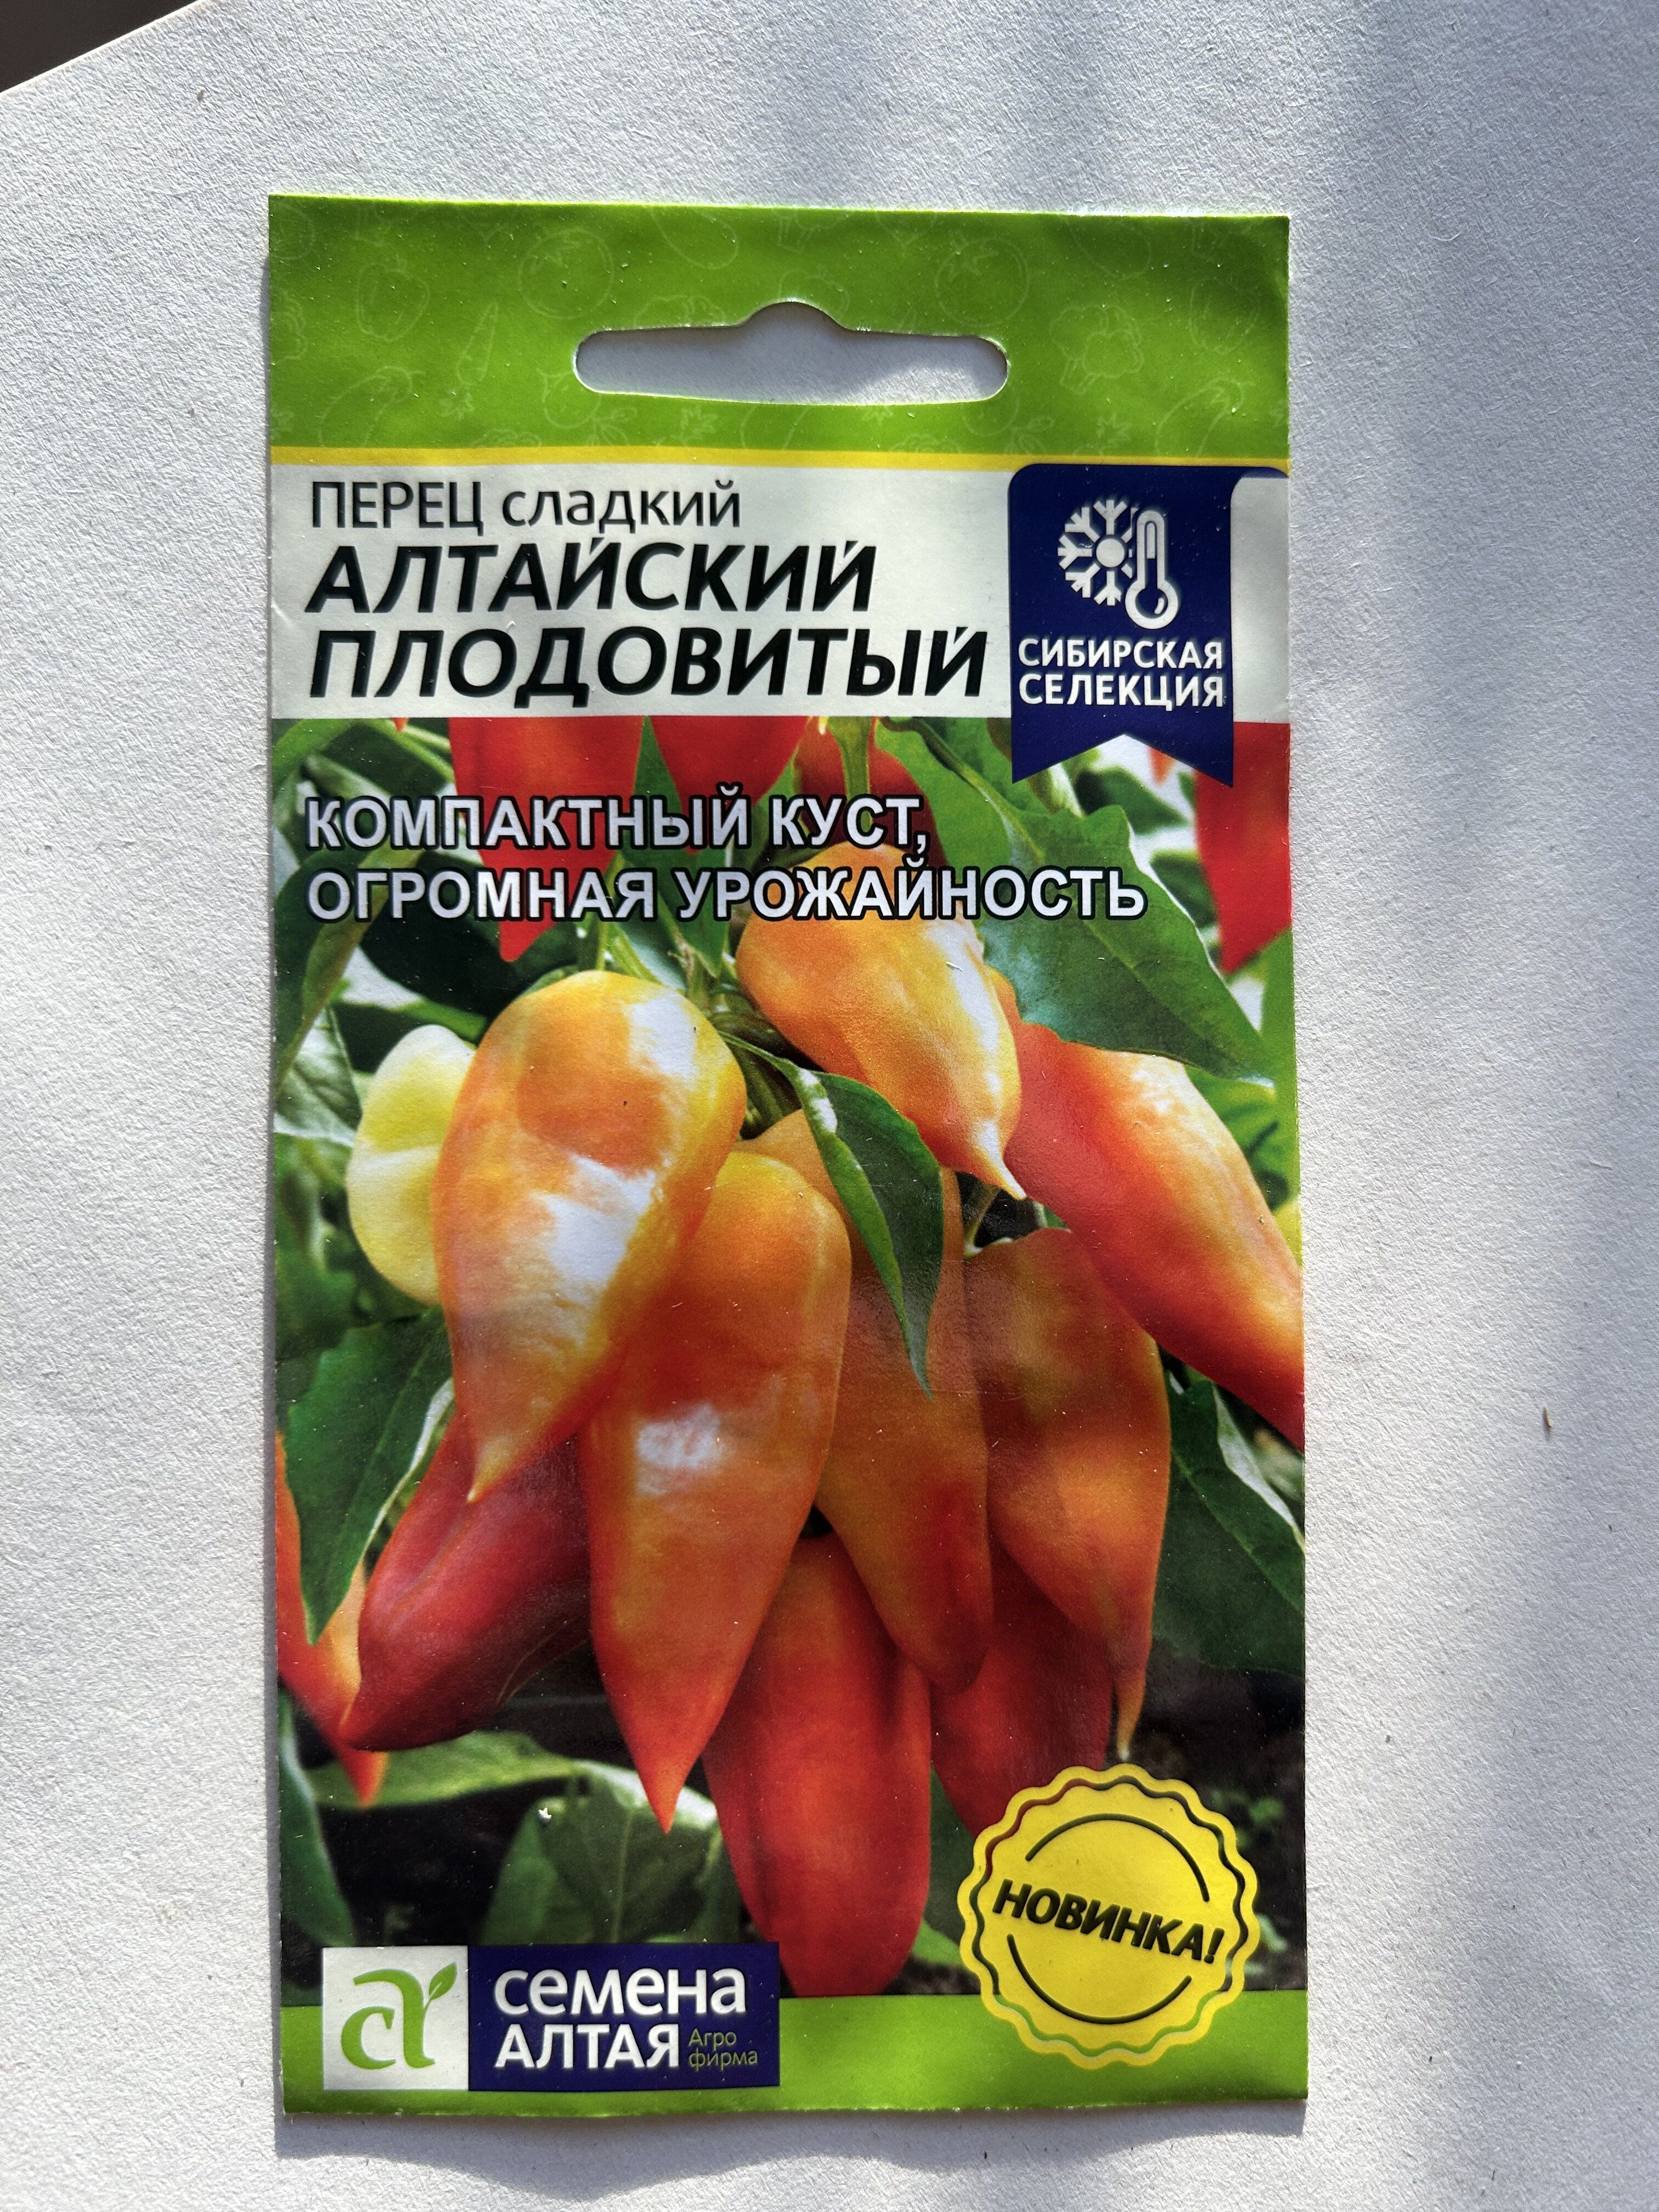 ПЕРЕЦ сладкий
АЛТАЙСКИЙ
ПЛОДОВИТЫЙ
СИБИРСКАЯ
СЕЛЕКЦИЯ
КОМПАКТНЫЙ КУСТ,
ОГРОМНАЯ УРОЖАЙНОСТЬ
НОВИНКА!
семена
АЛТАЯ
Агро
фирма